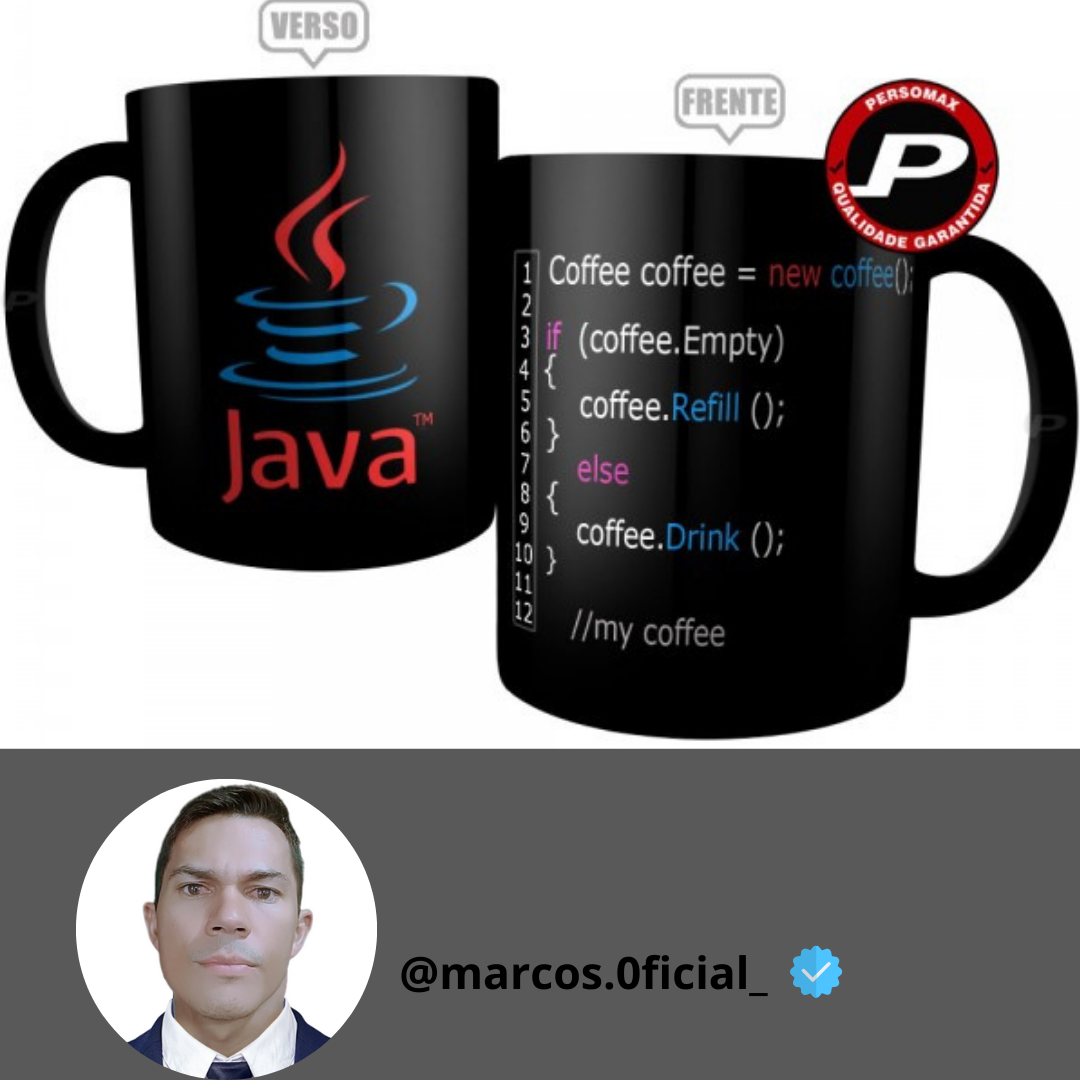 VERSO
FRENTE
PERSOMAX
P
QUALIDADE GARANTIDA
Java™
1 Coffee coffee = new coffee();
2
3 if (coffee.Empty)
4 {
5 coffee.Refill ();
6 }
7 else
8 {
9 coffee.Drink ();
10 }
11
12 //my coffee
P
P
@marcos.0ficial_